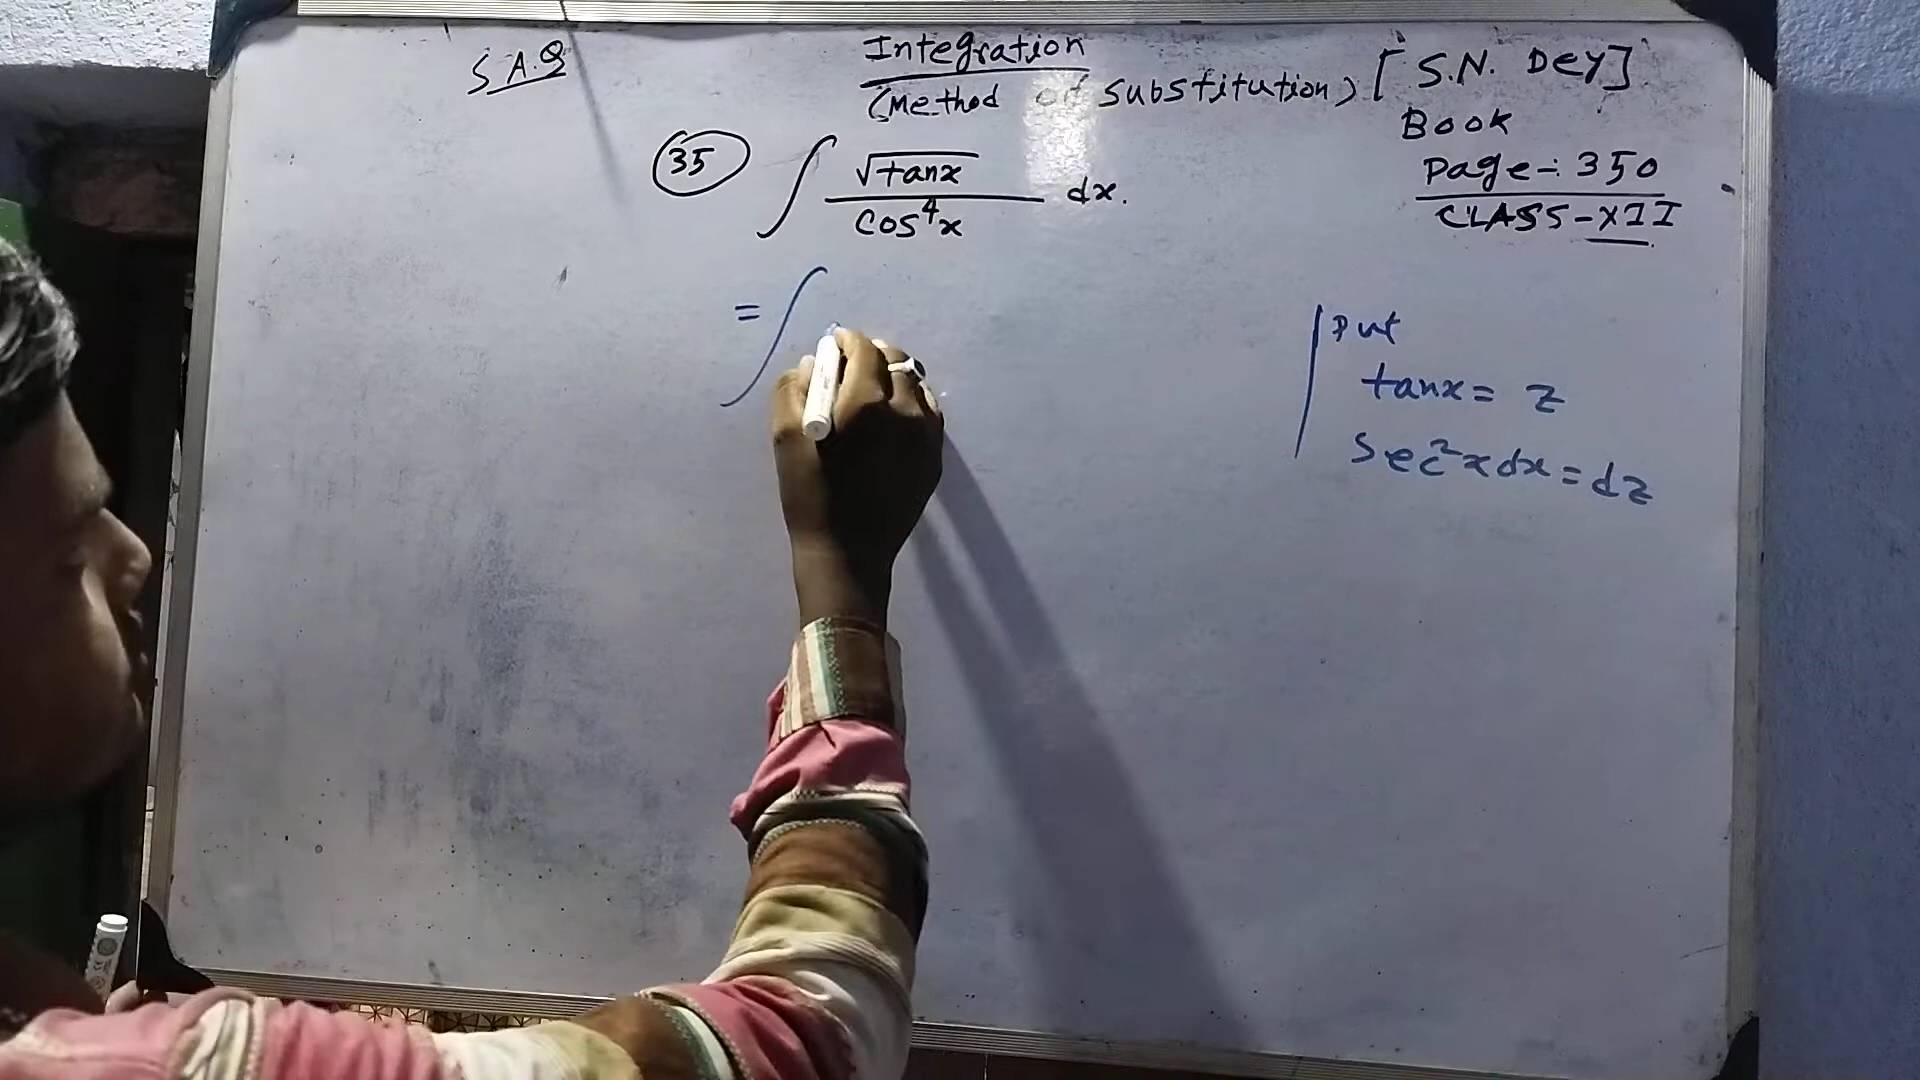 S.A.Q
Integration
(Method of Substitution)
[S.N. Dey]
Book
Page-: 350
CLASS-XII
(35) ∫ √tanx / cos⁴x dx.
= ∫
Put
tanx = z
sec²x dx = dz